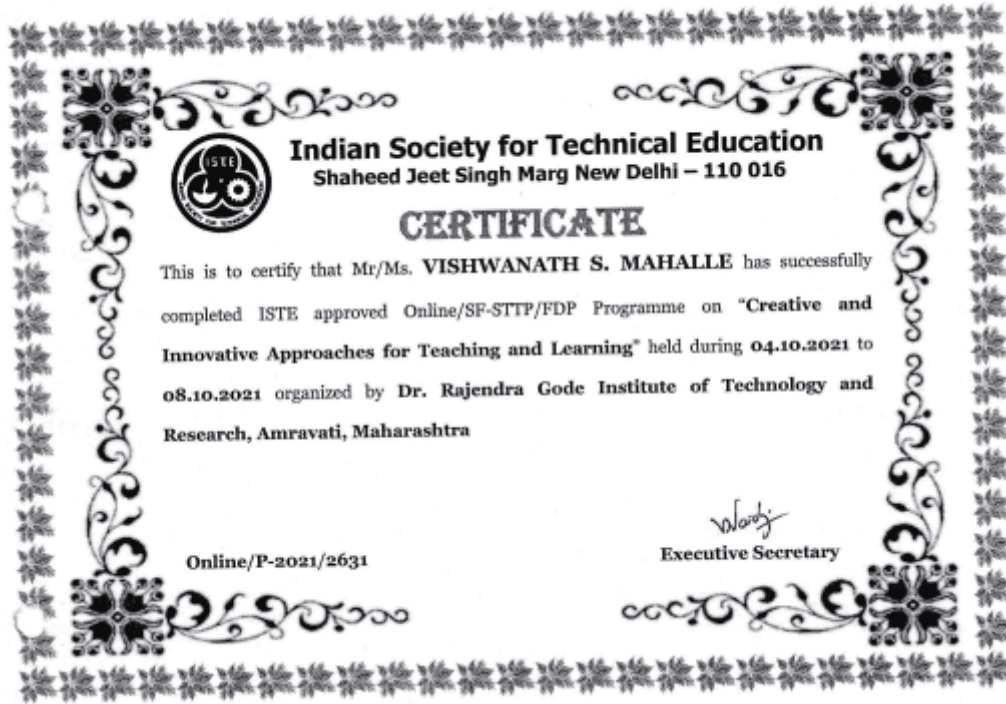 Indian Society for Technical Education
Shaheed Jeet Singh Marg New Delhi – 110 016
ISTE
CERTIFICATE
This is to certify that Mr/Ms. VISHWANATH S. MAHALLE has successfully
completed ISTE approved Online/SF-STTP/FDP Programme on "Creative and
Innovative Approaches for Teaching and Learning" held during 04.10.2021 to
08.10.2021 organized by Dr. Rajendra Gode Institute of Technology and
Research, Amravati, Maharashtra
Online/P-2021/2631
Executive Secretary